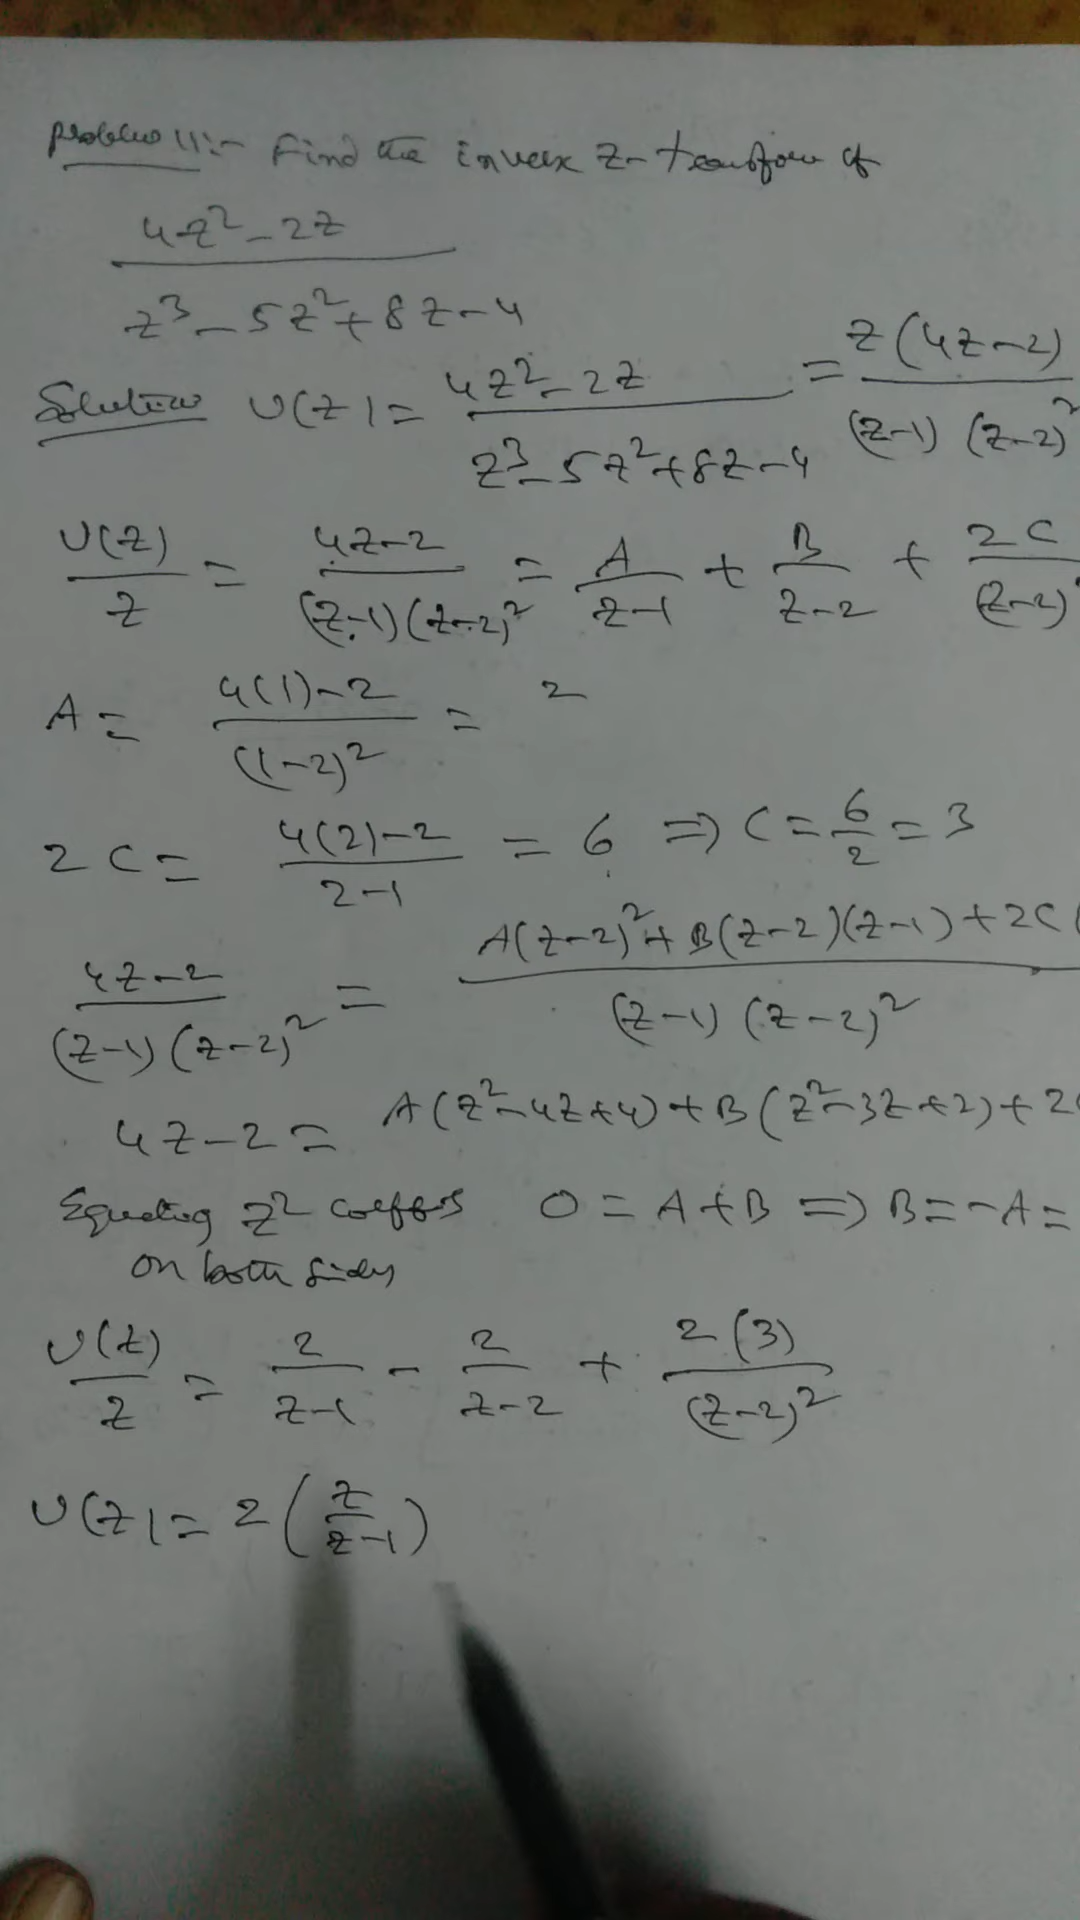 Problem 11:- Find the inverse Z-transform of
4z² - 2z / z³ - 5z² + 8z - 4
Solution U(z) = 4z² - 2z / z³ - 5z² + 8z - 4 = z(4z-2) / (z-1)(z-2)²
U(z)/z = 4z-2 / (z-1)(z-2)² = A/z-1 + B/z-2 + 2C/(z-2)
A = 4(1)-2 / (1-2)² = 2
2C = 4(2)-2 / 2-1 = 6 ⇒ C = 6/2 = 3
4z-2 / (z-1)(z-2)² = A(z-2)² + B(z-2)(z-1) + 2C( / (z-1)(z-2)²
4z-2 = A(z²-4z+4) + B(z²-3z+2) + 2
Equating z² coeffs 0 = A+B ⇒ B = -A =
on both sides
U(z)/z = 2/z-1 - 2/z-2 + 2(3)/(z-2)²
U(z) = 2(z/z-1)